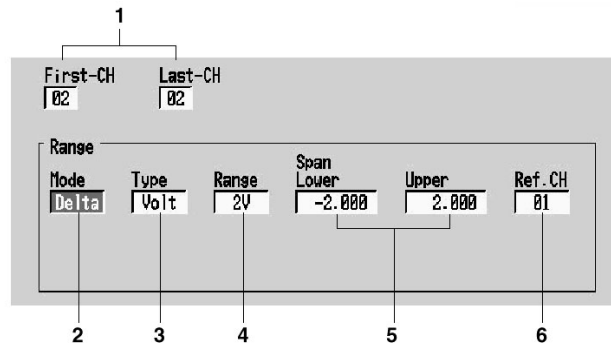 1
First-CH Last-CH
02 02
Range
Span
Mode Type Range Lower Upper Ref.CH
Delta Volt 2V -2.000 2.000 01
2 3 4 5 6